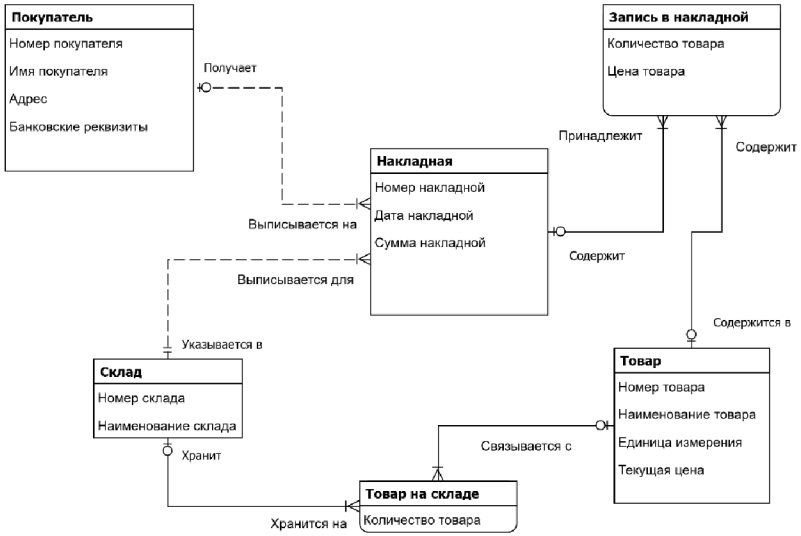 Покупатель
Номер покупателя
Имя покупателя
Адрес
Банковские реквизиты
Получает
Запись в накладной
Количество товара
Цена товара
Принадлежит
Содержит
Накладная
Номер накладной
Дата накладной
Сумма накладной
Выписывается на
Выписывается для
Содержит
Указывается в
Содержится в
Склад
Номер склада
Наименование склада
Хранит
Товар
Номер товара
Наименование товара
Единица измерения
Текущая цена
Связывается с
Товар на складе
Количество товара
Хранится на